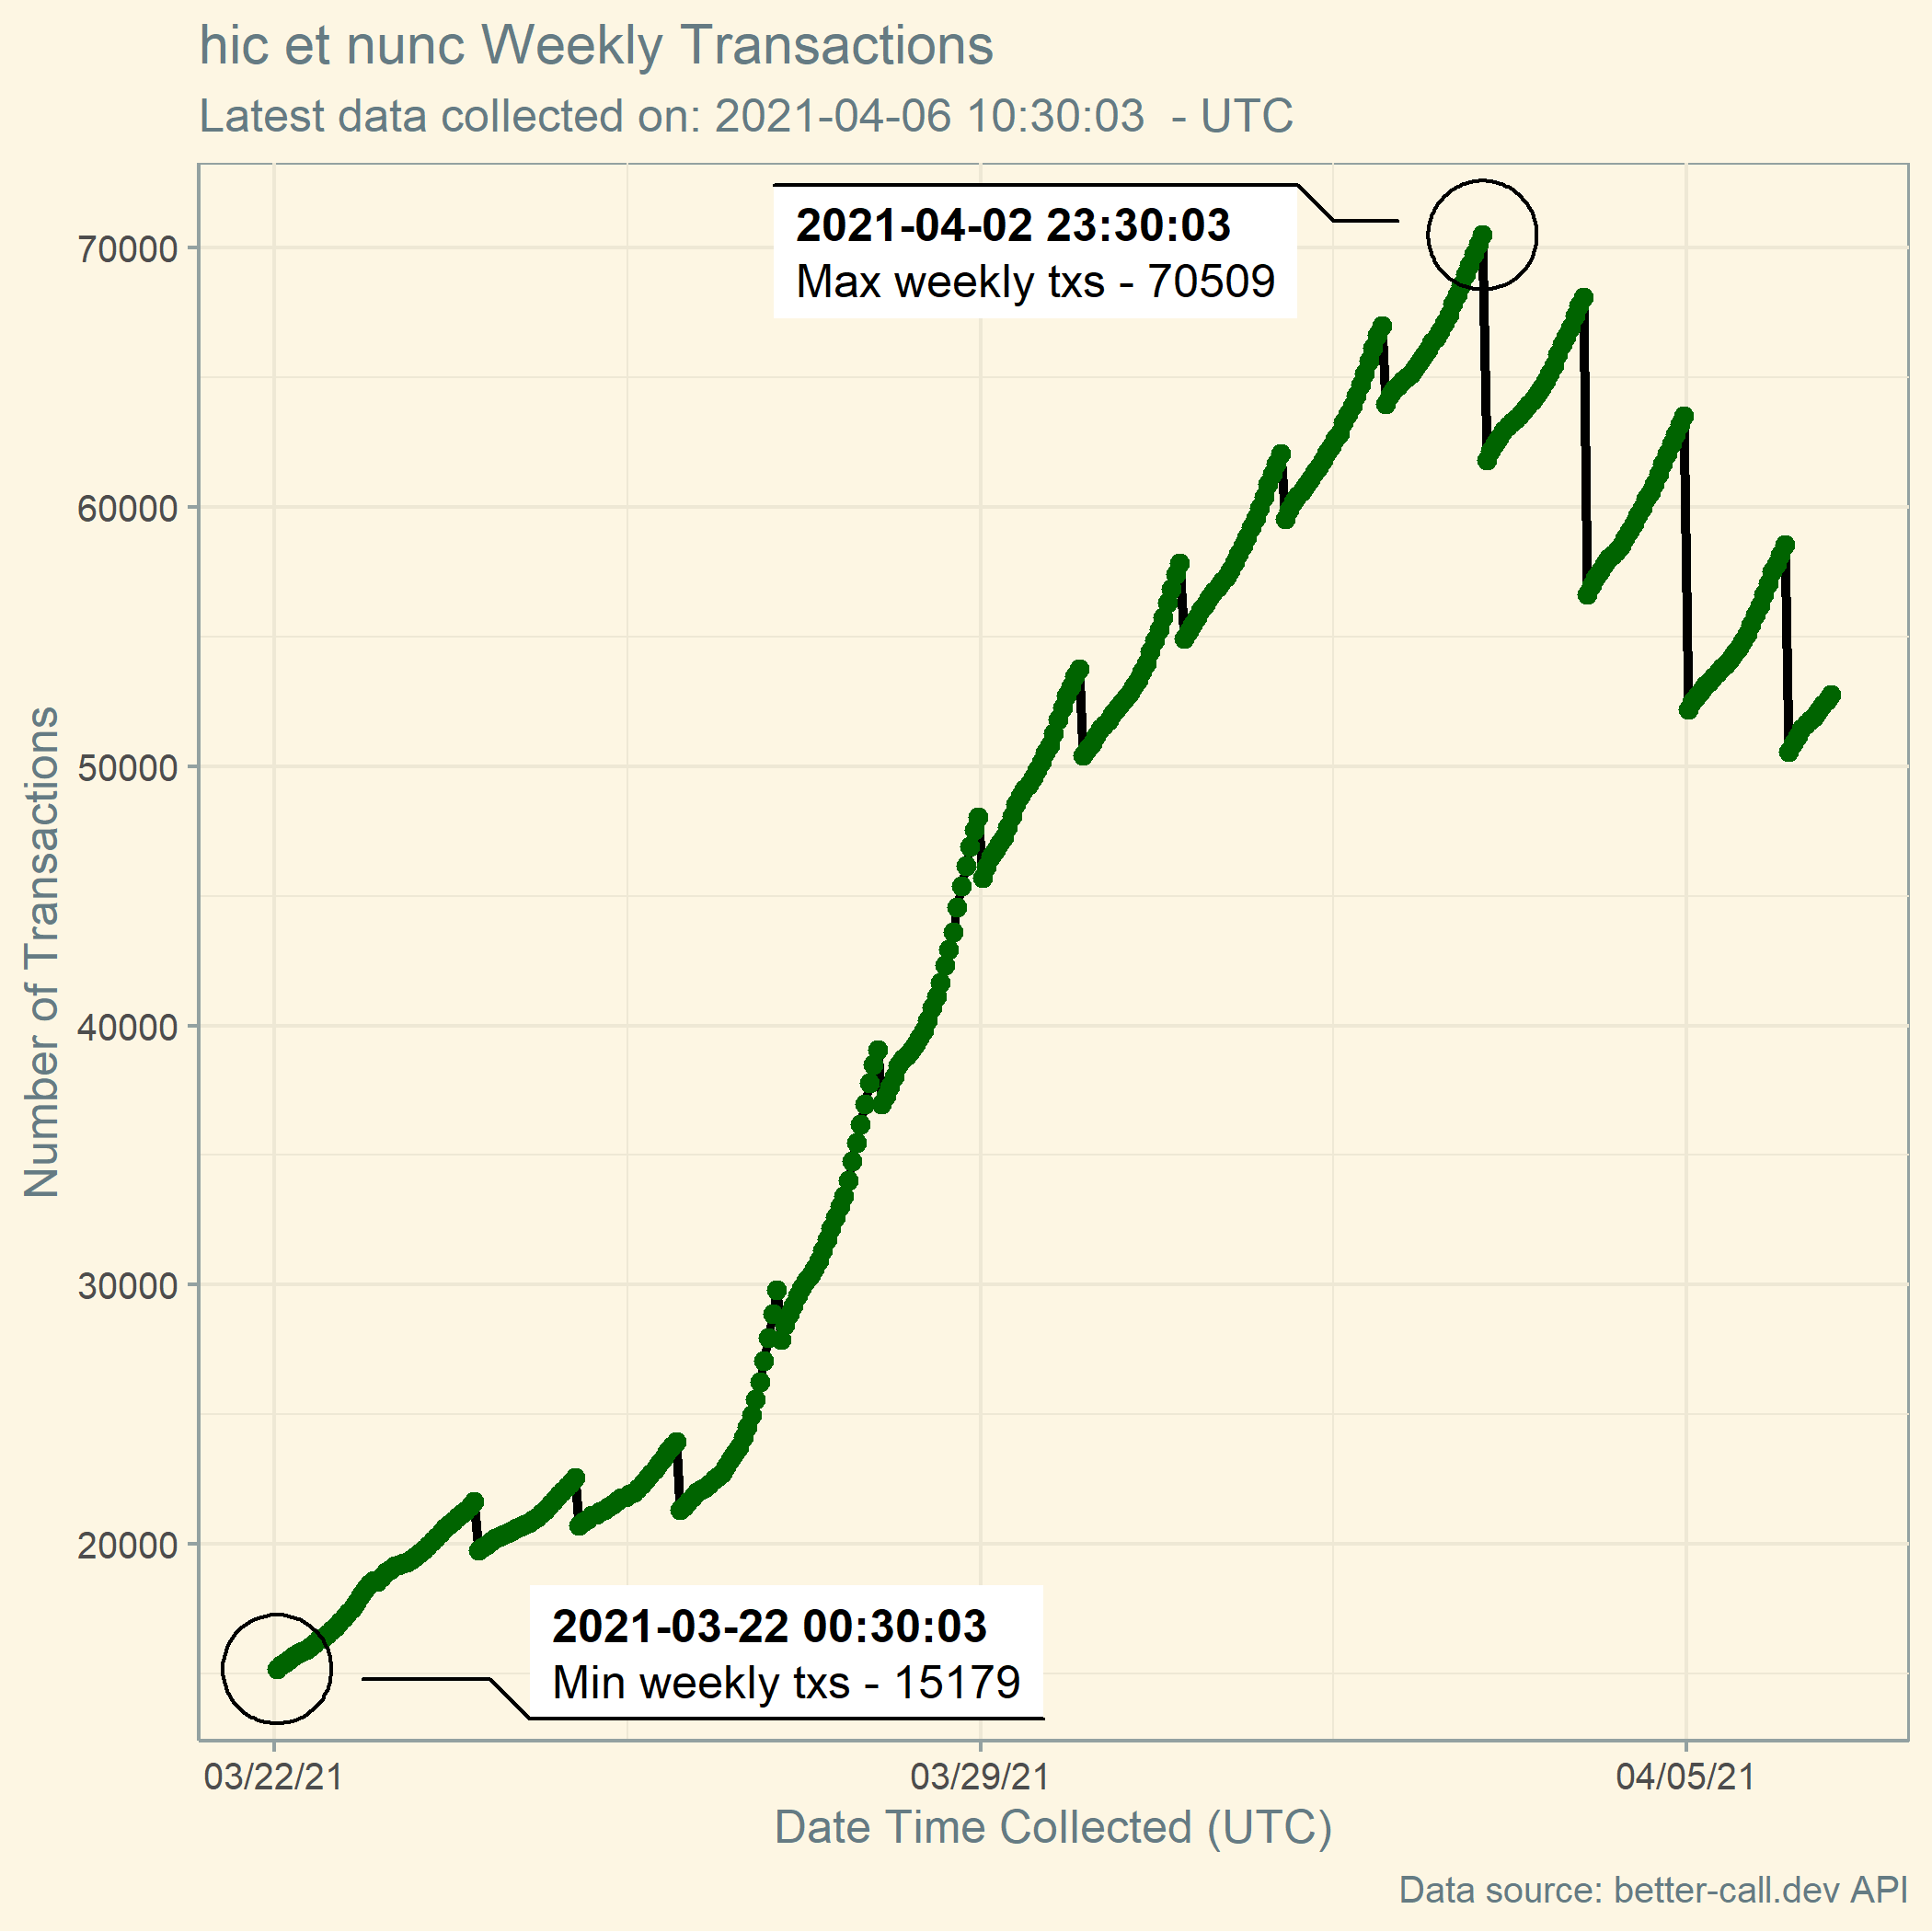 hic et nunc Weekly Transactions
Latest data collected on: 2021-04-06 10:30:03  - UTC
2021-04-02 23:30:03
Max weekly txs - 70509
70000
60000
50000
40000
30000
20000
Number of Transactions
2021-03-22 00:30:03
Min weekly txs - 15179
03/22/21
03/29/21
04/05/21
Date Time Collected (UTC)
Data source: better-call.dev API